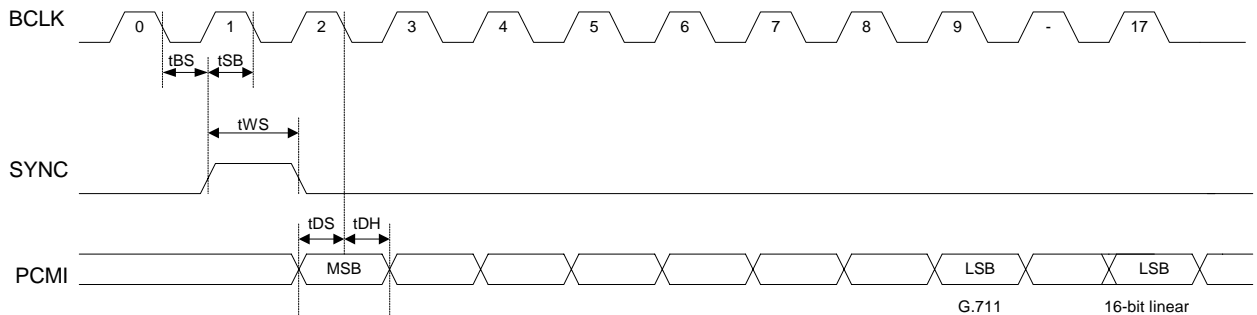 BCLK 0 1 2 3 4 5 6 7 8 9 - 17
tBS tSB
tWS
SYNC
tDS tDH
PCMI MSB LSB LSB
G.711 16-bit linear